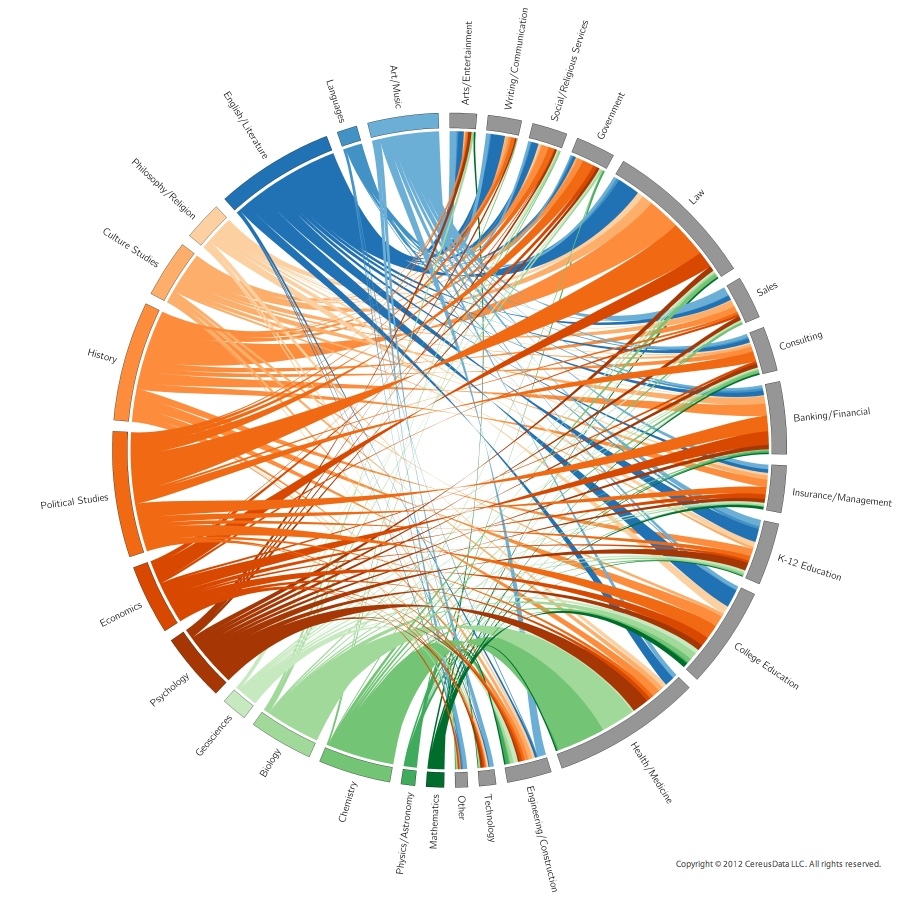 Arts/Entertainment
Writing/Communication
Social/Religious Services
Government
Law
Sales
Consulting
Banking/Financial
Insurance/Management
K-12 Education
College Education
Health/Medicine
Engineering/Construction
Technology
Other
Mathematics
Physics/Astronomy
Chemistry
Biology
Geosciences
Psychology
Economics
Political Studies
History
Culture Studies
Philosophy/Religion
English/Literature
Languages
Art/Music
Copyright © 2012 CereusData LLC. All rights reserved.